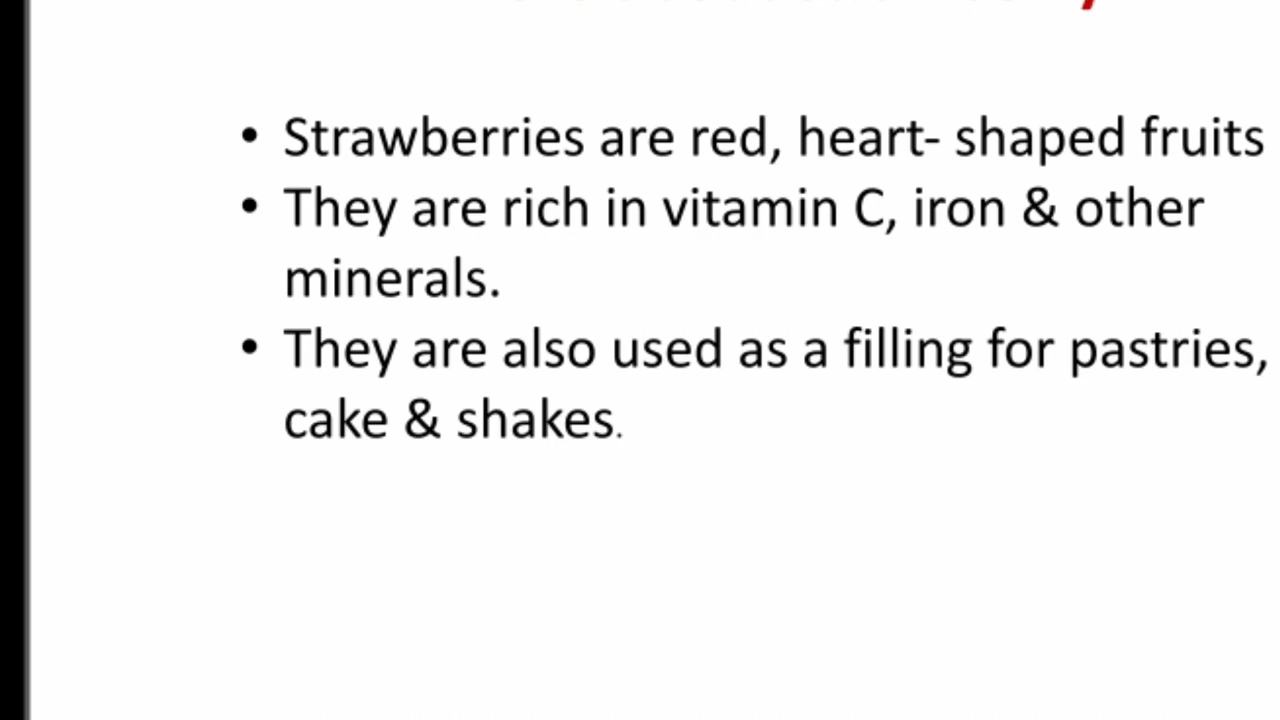 • Strawberries are red, heart- shaped fruits
• They are rich in vitamin C, iron & other
minerals.
• They are also used as a filling for pastries,
cake & shakes.